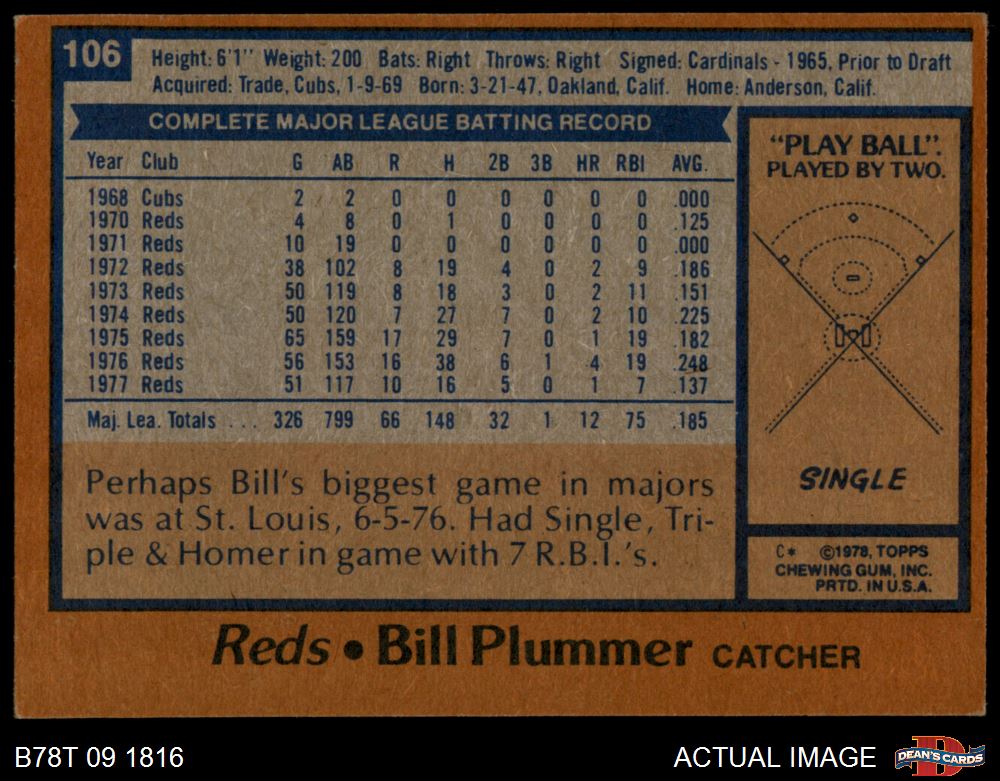 106
Height: 6'1" Weight: 200 Bats: Right Throws: Right Signed: Cardinals - 1965, Prior to Draft
Acquired: Trade, Cubs, 1-9-69 Born: 3-21-47, Oakland, Calif. Home: Anderson, Calif.
COMPLETE MAJOR LEAGUE BATTING RECORD
Year Club G AB R H 2B 3B HR RBI AVG.
1968 Cubs 2 2 0 0 0 0 0 0 .000
1970 Reds 4 8 0 1 0 0 0 0 .125
1971 Reds 10 19 0 0 0 0 0 0 .000
1972 Reds 38 102 8 19 4 0 2 9 .186
1973 Reds 50 119 8 18 3 0 2 11 .151
1974 Reds 50 120 7 27 7 0 2 10 .225
1975 Reds 65 159 17 29 7 0 1 19 .182
1976 Reds 56 153 16 38 6 1 4 19 .248
1977 Reds 51 117 10 16 5 0 1 7 .137
Maj. Lea. Totals . . . 326 799 66 148 32 1 12 75 .185
Perhaps Bill's biggest game in majors
was at St. Louis, 6-5-76. Had Single, Tri-
ple & Homer in game with 7 R.B.I.'s.
"PLAY BALL".
PLAYED BY TWO.
SINGLE
C* ©1978, TOPPS
CHEWING GUM, INC.
PRTD. IN U.S.A.
Reds • Bill Plummer CATCHER
B78T 09 1816
ACTUAL IMAGE
D
DEAN'S CARDS